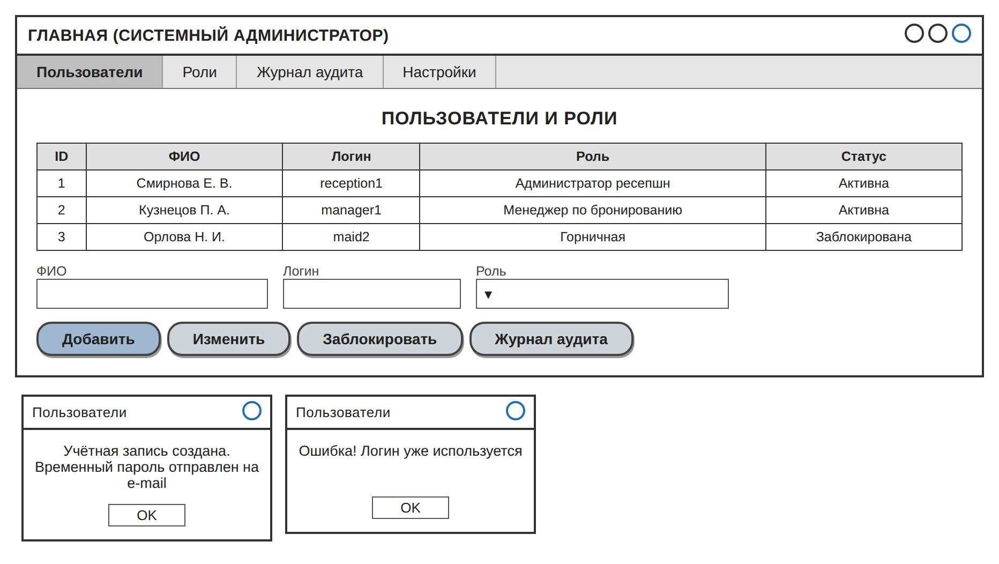 ГЛАВНАЯ (СИСТЕМНЫЙ АДМИНИСТРАТОР)
Пользователи Роли Журнал аудита Настройки
ПОЛЬЗОВАТЕЛИ И РОЛИ
ID ФИО Логин Роль Статус
1 Смирнова Е. В. reception1 Администратор ресепшн Активна
2 Кузнецов П. А. manager1 Менеджер по бронированию Активна
3 Орлова Н. И. maid2 Горничная Заблокирована
ФИО Логин Роль
▼
Добавить Изменить Заблокировать Журнал аудита
Пользователи
Учётная запись создана.
Временный пароль отправлен на
e-mail
OK
Пользователи
Ошибка! Логин уже используется
OK